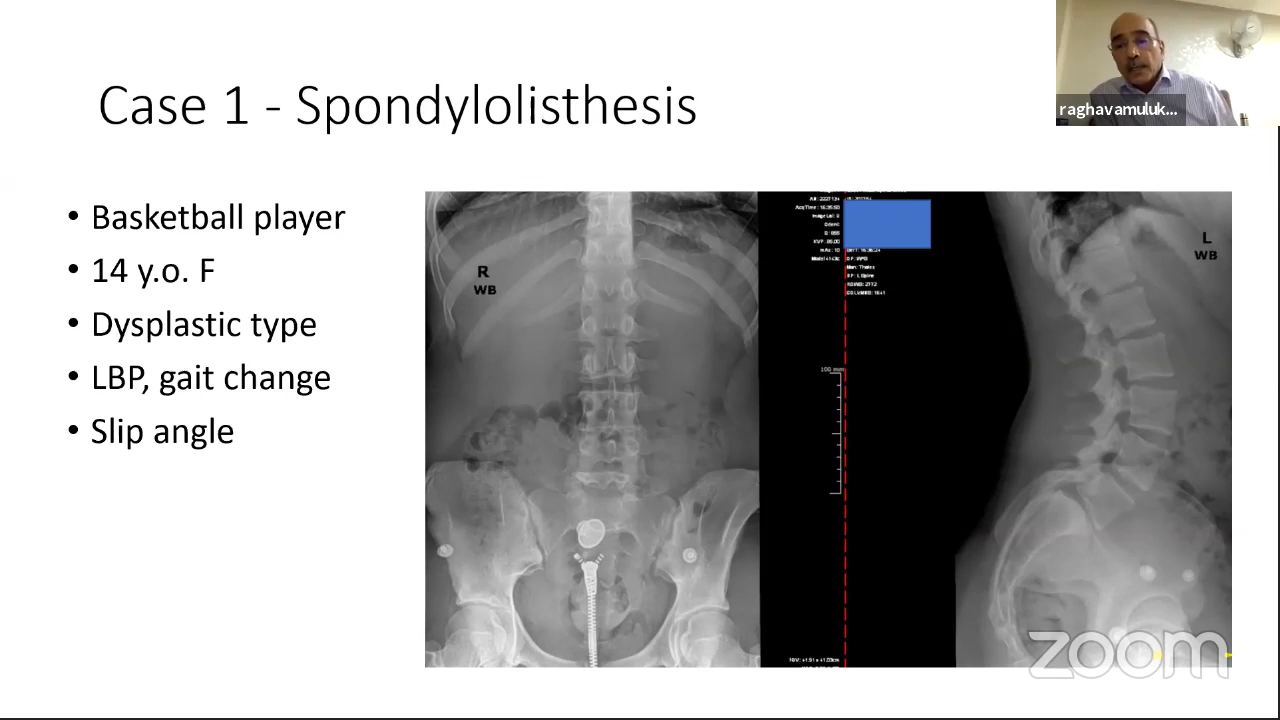 Case 1 - Spondylolisthesis
raghavamuluk...
• Basketball player
• 14 y.o. F
• Dysplastic type
• LBP, gait change
• Slip angle
R
WB
100 mm
L
WB
zoom